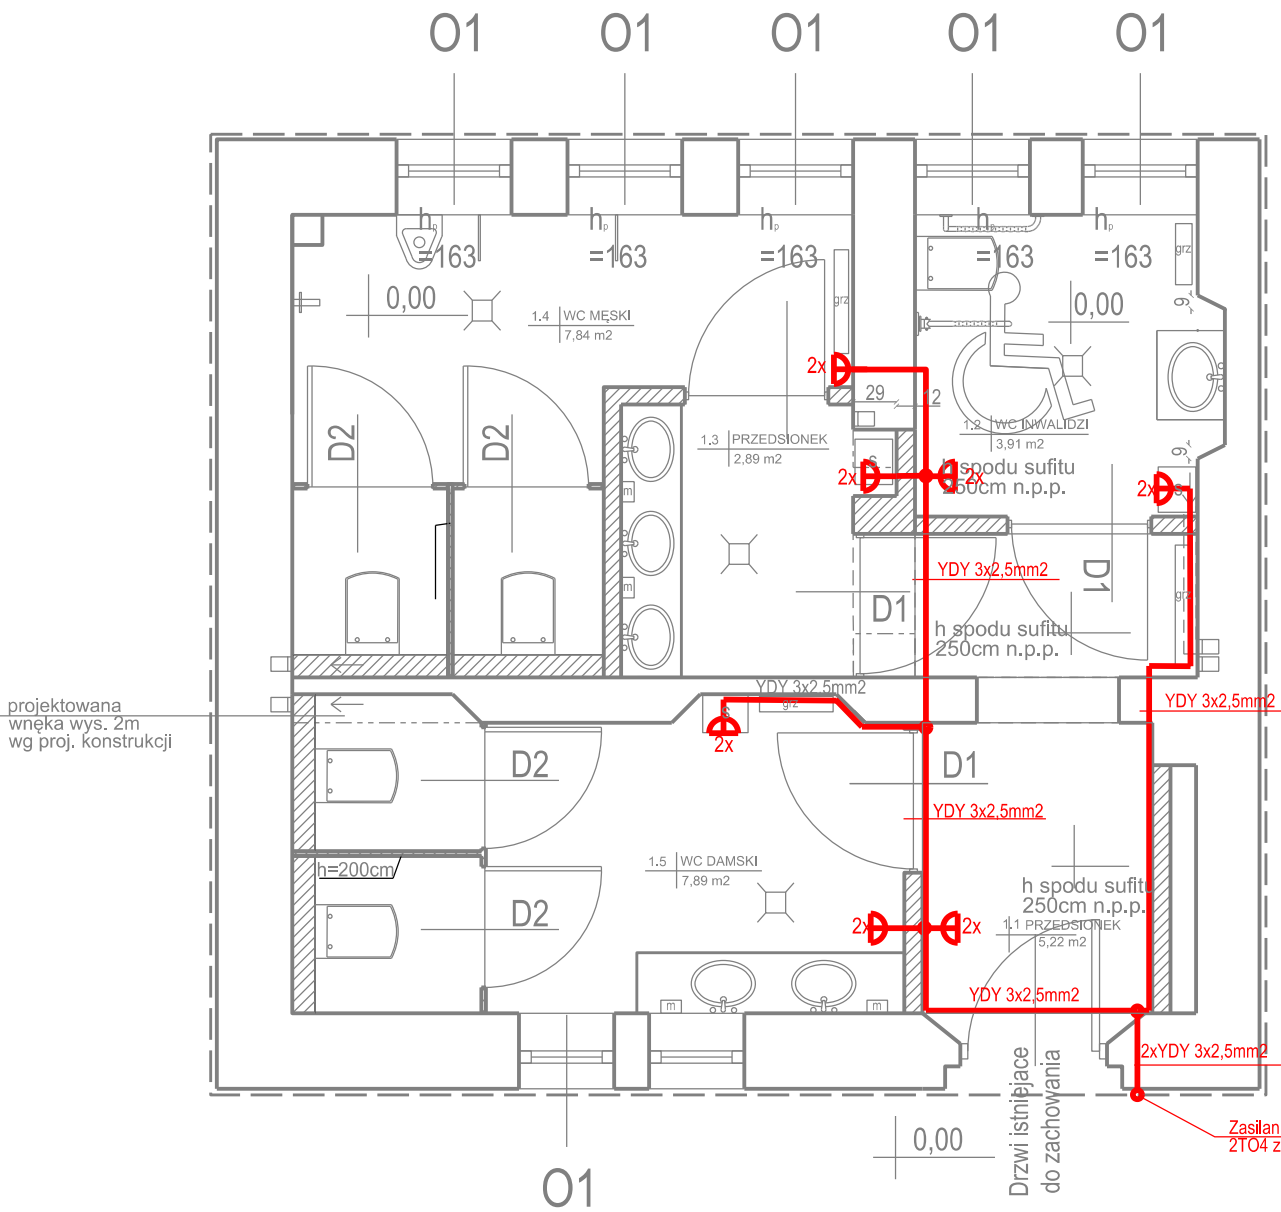 O1 O1 O1 O1 O1
hp
=163
hp
=163
hp
=163
hp
=163
hp
=163
grz
0,00
1.4 WC MĘSKI
7,84 m2
grz
0,00
6
2x
29 12
D2
D2
1.3 PRZEDSIONEK
2,89 m2
1.2 WC INWALIDZI
3,91 m2
6
s
h spodu sufitu
250cm n.p.p.
2x
2x
2x
s
m
m
YDY 3x2,5mm2
D1
D1
grz
h spodu sufitu
250cm n.p.p.
YDY 3x2,5mm2
grz
s
2x
YDY 3x2,5mm2
projektowana
wnęka wys. 2m
wg proj. konstrukcji
D2
D1
YDY 3x2,5mm2
h=200cm
1.5 WC DAMSKI
7,89 m2
D2
h spodu sufitu
250cm n.p.p.
1.1 PRZEDSIONEK
5,22 m2
2x
2x
m
m
YDY 3x2,5mm2
2xYDY 3x2,5mm2
Drzwi istniejace
do zachowania
0,00
Zasilan
2TO4 z
O1